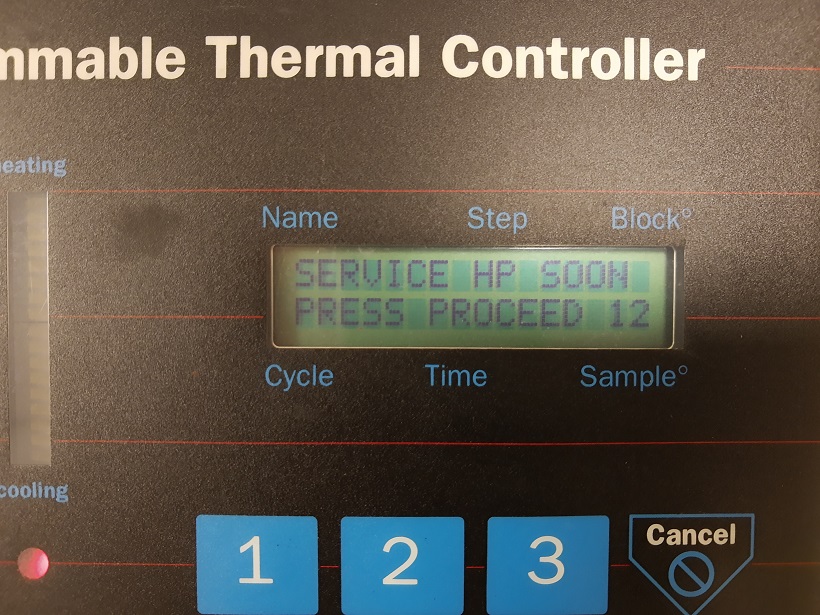 mmable Thermal Controller
eating
Name Step Block°
SERVICE HP SOON
PRESS PROCEED 12
Cycle Time Sample°
cooling
1 2 3 Cancel